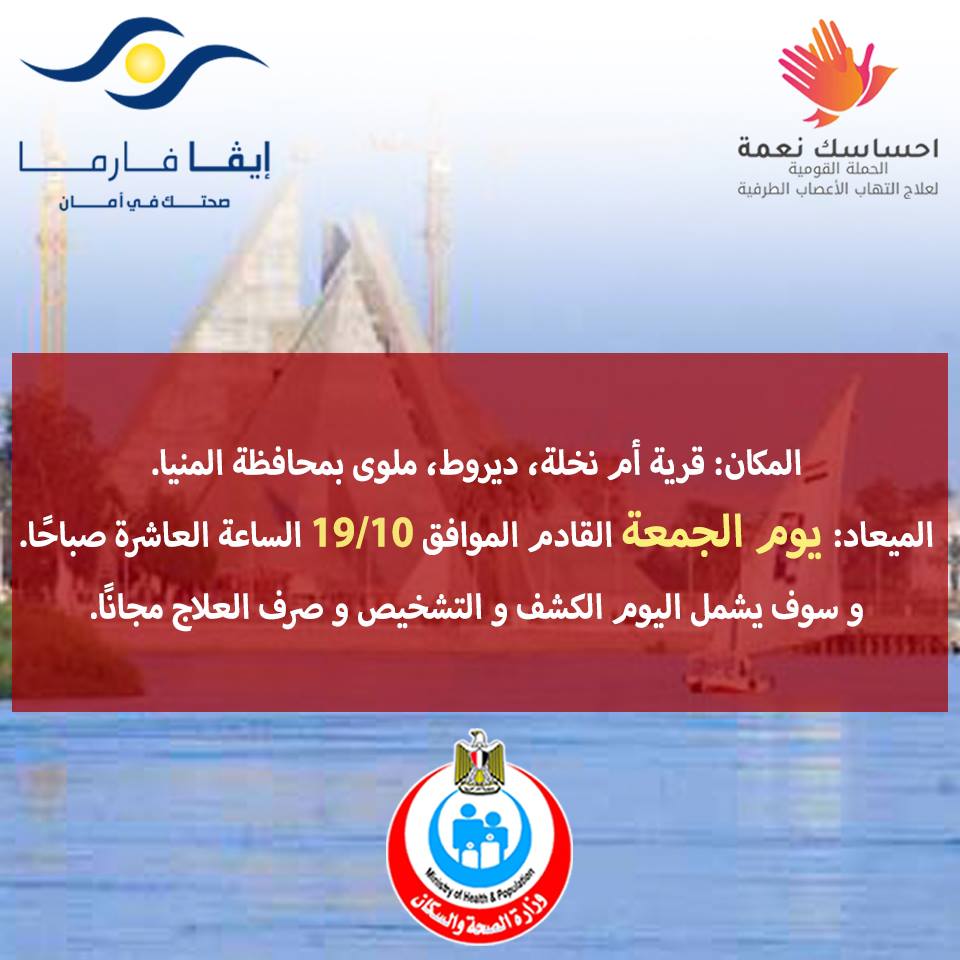 إيڤا فارما
صحتك في أمان
احساسك نعمة
الحملة القومية
لعلاج التهاب الأعصاب الطرفية
المكان: قرية أم نخلة، ديروط، ملوى بمحافظة المنيا.
الميعاد: يوم الجمعة القادم الموافق 19/10 الساعة العاشرة صباحًا.
و سوف يشمل اليوم الكشف و التشخيص و صرف العلاج مجانًا.
Ministry of Health & Population
وزارة الصحة والسكان